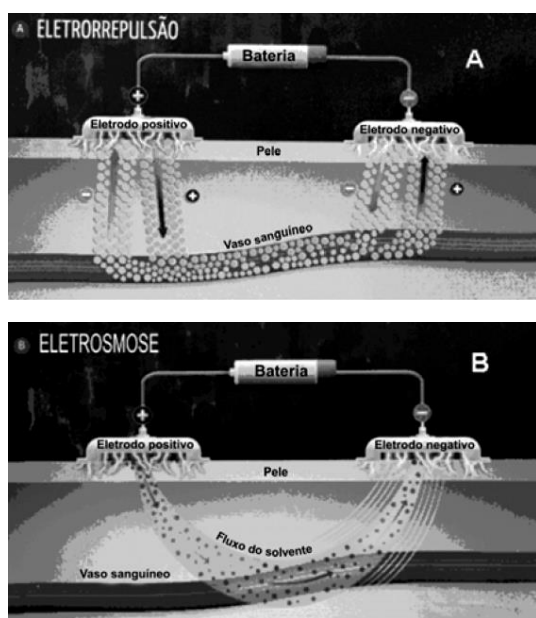 A ELETRORREPULSÃO
A
Bateria
+
−
Eletrodo positivo
Eletrodo negativo
Pele
−
+
−
+
Vaso sanguíneo
B ELETROSMOSE
B
Bateria
+
−
Eletrodo positivo
Eletrodo negativo
Pele
Fluxo do solvente
Vaso sanguíneo